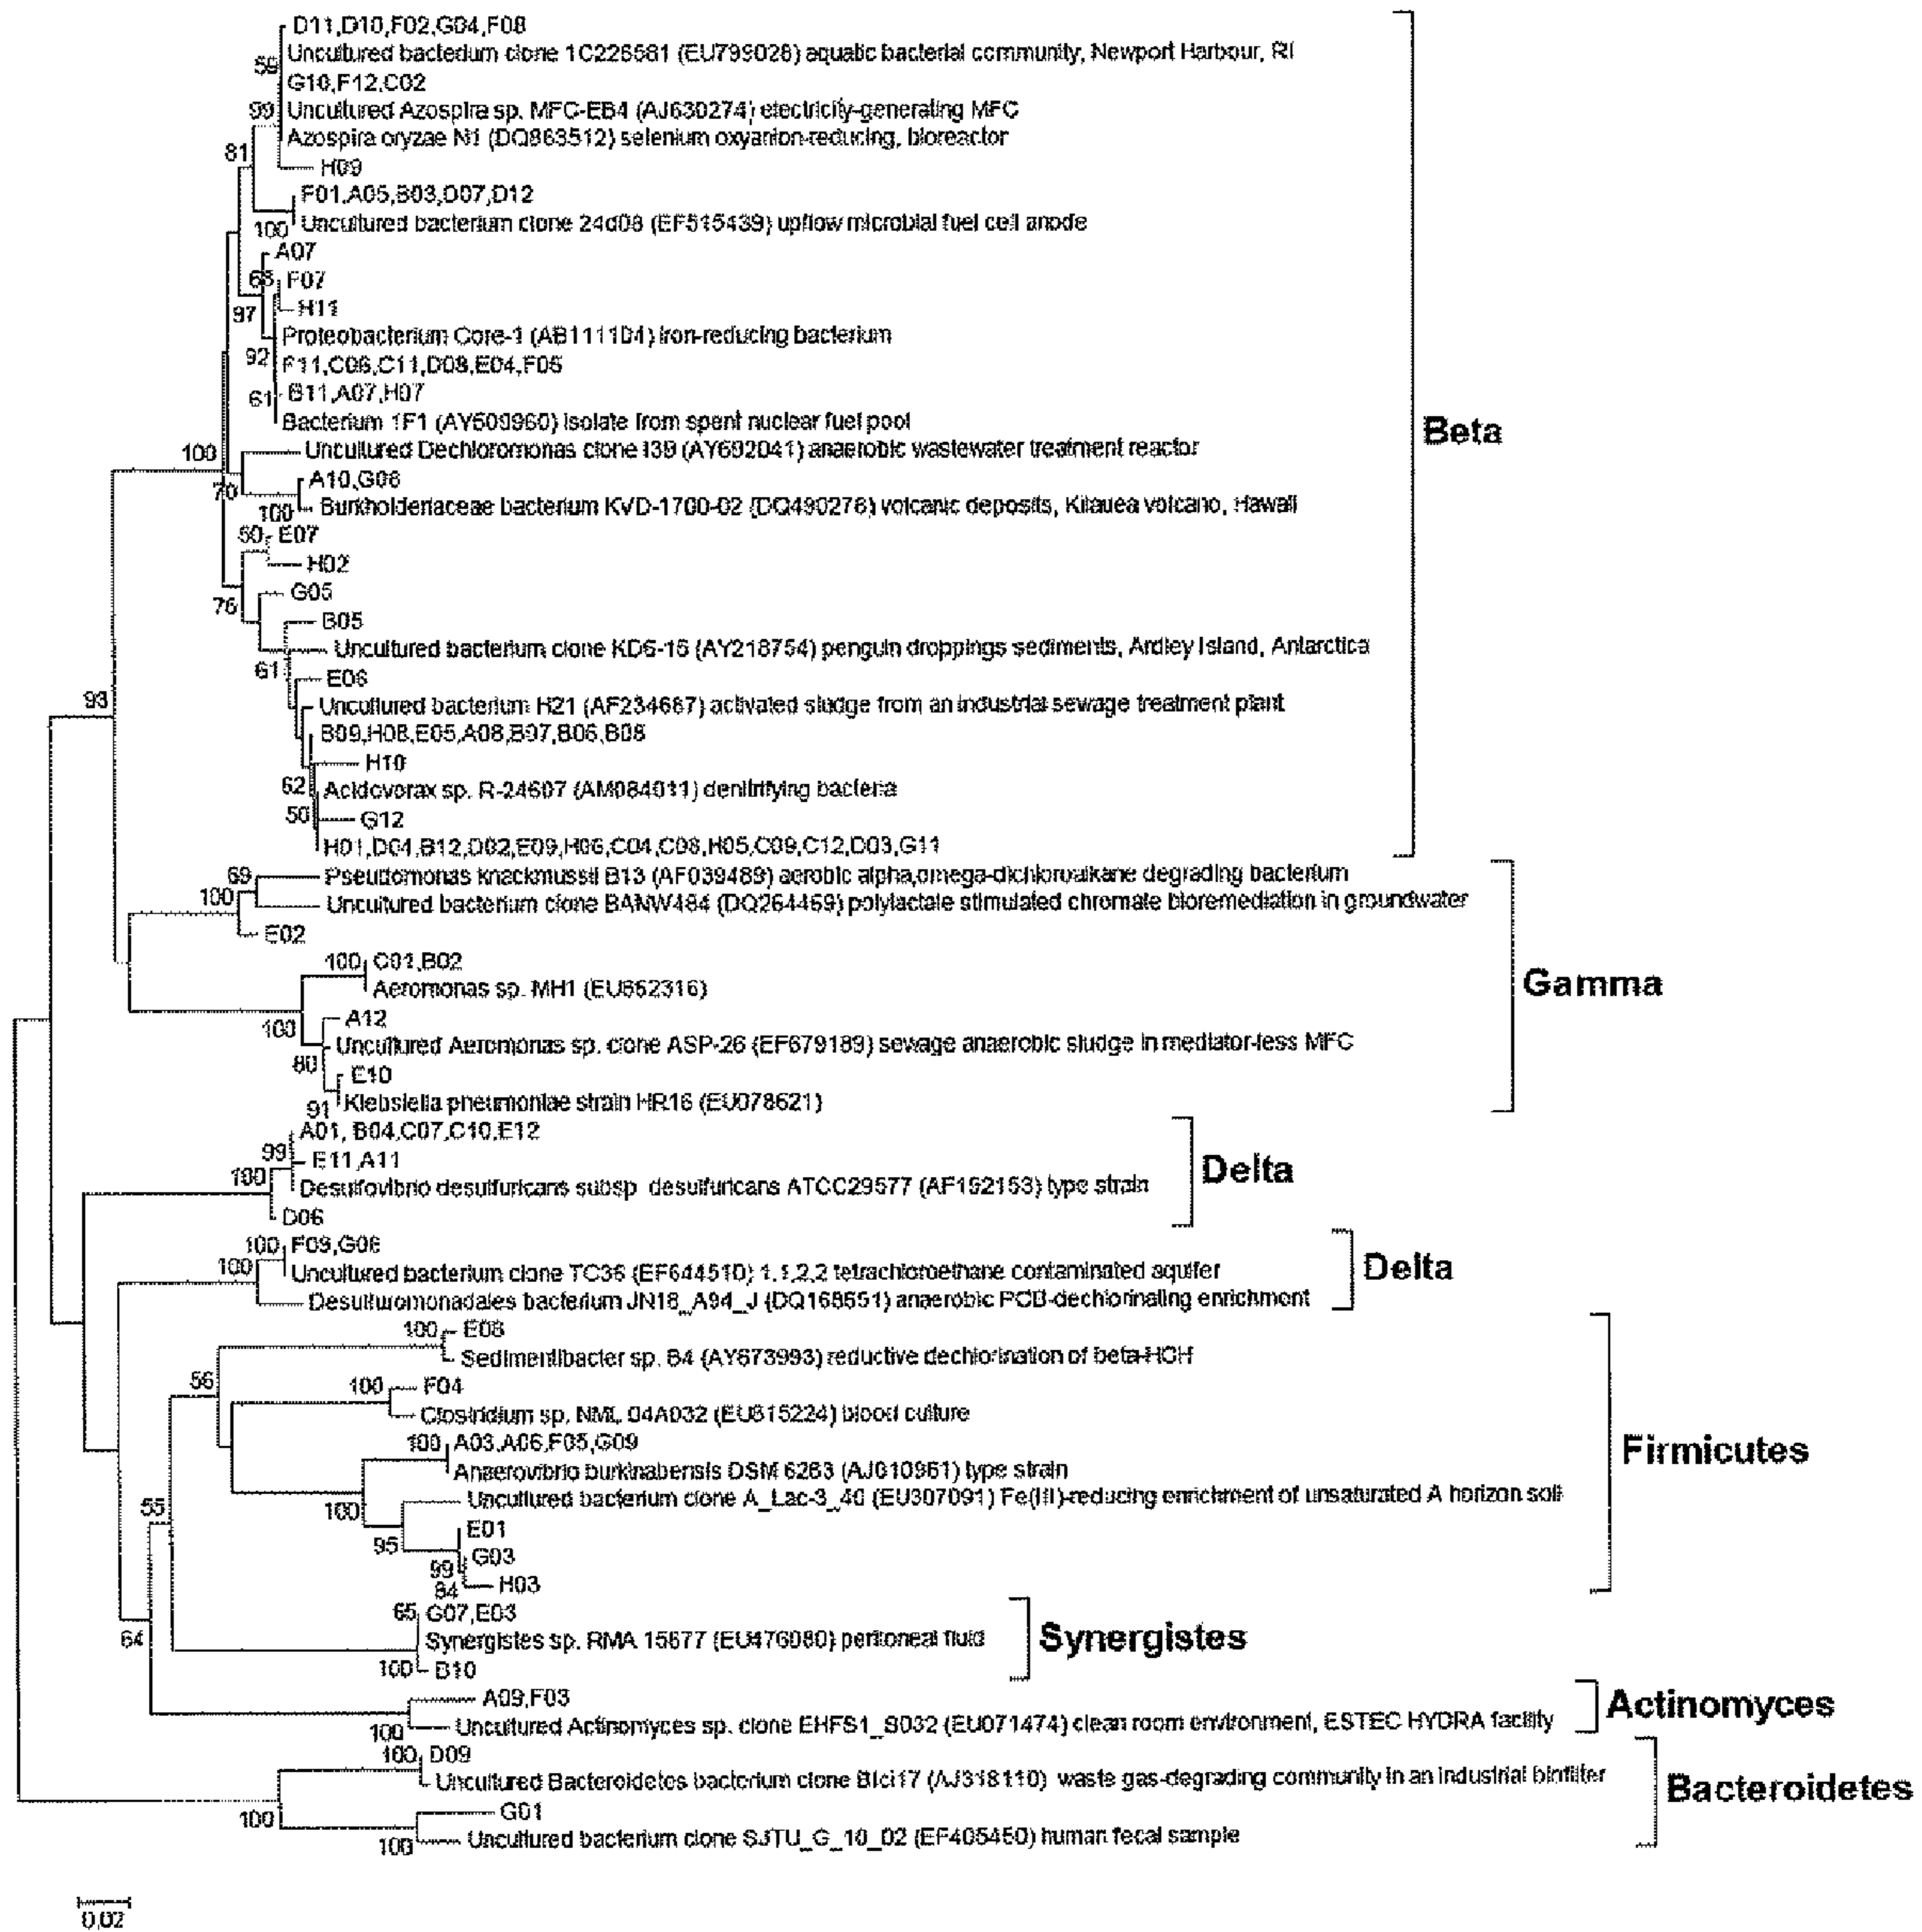 D11,D10,F02,G04,F08
Uncultured bacterium clone 1C226581 (EU799028) aquatic bacterial community, Newport Harbour, RI
59
G10,F12,C02
99
Uncultured Azospira sp. MFC-EB4 (AJ630274) electricity-generating MFC
Azospira oryzae N1 (DQ863512) selenium oxyanion-reducing, bioreactor
81
H09
F01,A05,B03,D07,D12
Uncultured bacterium clone 24d08 (EF515439) upflow microbial fuel cell anode
100
A07
68
F07
H11
97
Proteobacterium Core-1 (AB111104) iron-reducing bacterium
92
F11,C06,C11,D08,E04,F06
B11,A07,H07
61
Bacterium 1F1 (AY509960) isolate from spent nuclear fuel pool
100
Uncultured Dechloromonas clone I39 (AY692041) anaerobic wastewater treatment reactor
70
A10,G08
100
Burkholderiaceae bacterium KVD-1700-02 (DQ490278) volcanic deposits, Kilauea volcano, Hawaii
50
E07
H02
G05
76
B05
Uncultured bacterium clone KD6-15 (AY218754) penguin droppings sediments, Ardley Island, Antarctica
61
E06
Uncultured bacterium H21 (AF234687) activated sludge from an industrial sewage treatment plant
93
B09,H08,E05,A08,B07,B06,B08
H10
62
Acidovorax sp. R-24607 (AM084011) denitrifying bacteria
50
G12
H01,D04,B12,D02,E09,H06,C04,C08,H05,C09,C12,D03,G11
Beta
69
Pseudomonas knackmussii B13 (AF039489) aerobic alpha,omega-dichloroalkane degrading bacterium
100
Uncultured bacterium clone BANW484 (DQ264469) polylactate stimulated chromate bioremediation in groundwater
E02
100
C01,B02
Aeromonas sp. MH1 (EU852316)
100
A12
Uncultured Aeromonas sp. clone ASP-26 (EF679189) sewage anaerobic sludge in mediator-less MFC
80
E10
91
Klebsiella pneumoniae strain HR16 (EU078621)
Gamma
A01, B04,C07,C10,E12
99
E11,A11
100
Desulfovibrio desulfuricans subsp desulfuricans ATCC29577 (AF192153) type strain
D06
Delta
100
F09,G06
100
Uncultured bacterium clone TC36 (EF644510) 1,1,2,2 tetrachloroethane contaminated aquifer
Desulfuromonadales bacterium JN18_A94_J (DQ168651) anaerobic PCB-dechlorinating enrichment
Delta
100
E08
Sedimentibacter sp. B4 (AY673993) reductive dechlorination of beta-HCH
56
100
F04
Clostridium sp. NML 04A032 (EU815224) blood culture
100
A03,A06,F05,G09
Anaerovibrio burkinabensis DSM 6283 (AJ010961) type strain
Uncultured bacterium clone A_Lac-3_40 (EU307091) Fe(III)-reducing enrichment of unsaturated A horizon soil
100
55
E01
95
G03
99
84
H03
Firmicutes
65
G07,E03
64
Synergistes sp. RMA 15677 (EU476080) peritoneal fluid
100
B10
Synergistes
A09,F03
100
Uncultured Actinomyces sp. clone EHFS1_S032 (EU071474) clean room environment, ESTEC HYDRA facility
Actinomyces
100
D09
Uncultured Bacteroidetes bacterium clone BIci17 (AJ318110) waste gas-degrading community in an industrial biofilter
100
G01
100
Uncultured bacterium clone SJTU_G_10_02 (EF405450) human fecal sample
Bacteroidetes
0.02